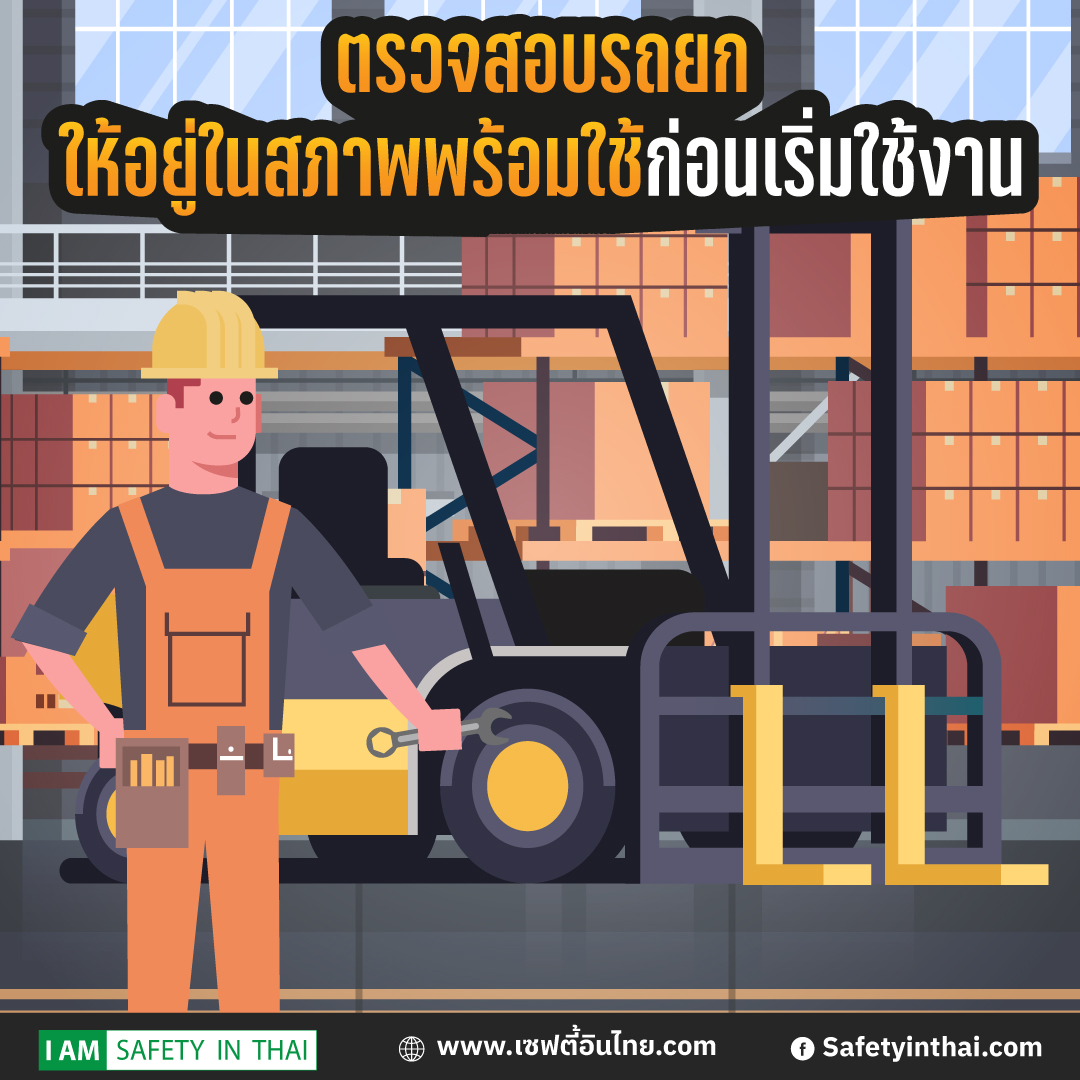 ตรวจสอบรถยก
ให้อยู่ในสภาพพร้อมใช้ก่อนเริ่มใช้งาน
I AM SAFETY IN THAI
www.เซฟตี้อินไทย.com
Safetyinthai.com